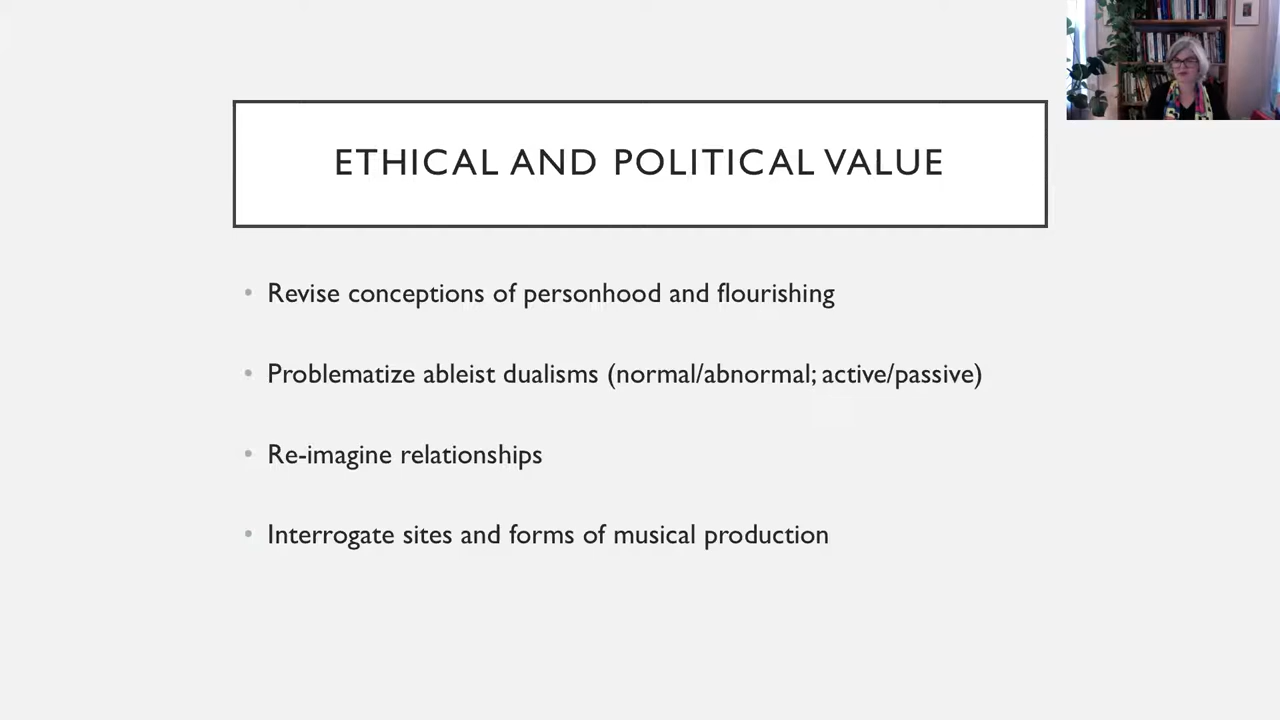 ETHICAL AND POLITICAL VALUE
• Revise conceptions of personhood and flourishing
• Problematize ableist dualisms (normal/abnormal; active/passive)
• Re-imagine relationships
• Interrogate sites and forms of musical production